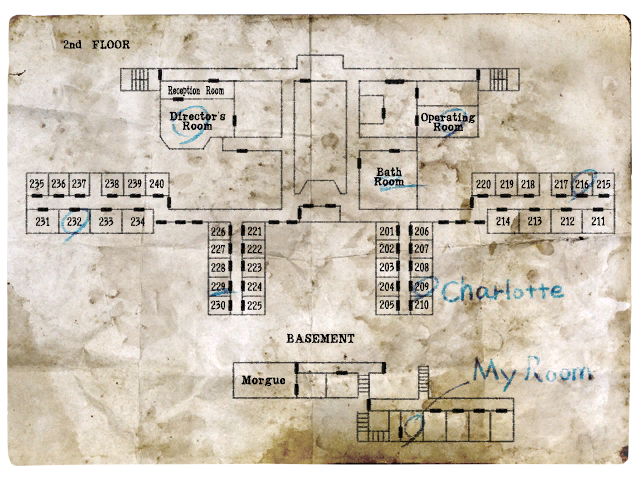 2nd FLOOR
Reception Room
Director's
Room
Operating
Room
Bath
Room
235 236 237 238 239 240
220 219 218 217 216 215
231 232 233 234
214 213 212 211
226 221
227 222
228 223
229 224
230 225
201 206
202 207
203 208
204 209
205 210
Charlotte
BASEMENT
Morgue
My Room